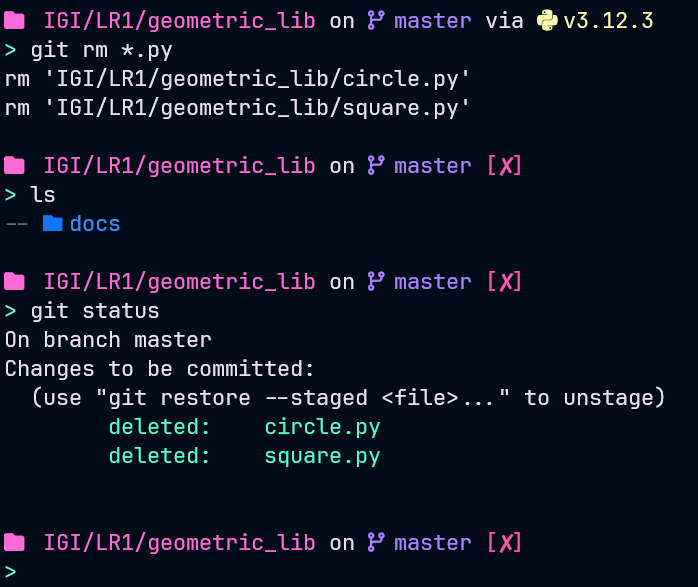 IGI/LR1/geometric_lib on master via v3.12.3
> git rm *.py
rm 'IGI/LR1/geometric_lib/circle.py'
rm 'IGI/LR1/geometric_lib/square.py'
IGI/LR1/geometric_lib on master [✗]
> ls
-- docs
IGI/LR1/geometric_lib on master [✗]
> git status
On branch master
Changes to be committed:
  (use "git restore --staged <file>..." to unstage)
        deleted:    circle.py
        deleted:    square.py
IGI/LR1/geometric_lib on master [✗]
>